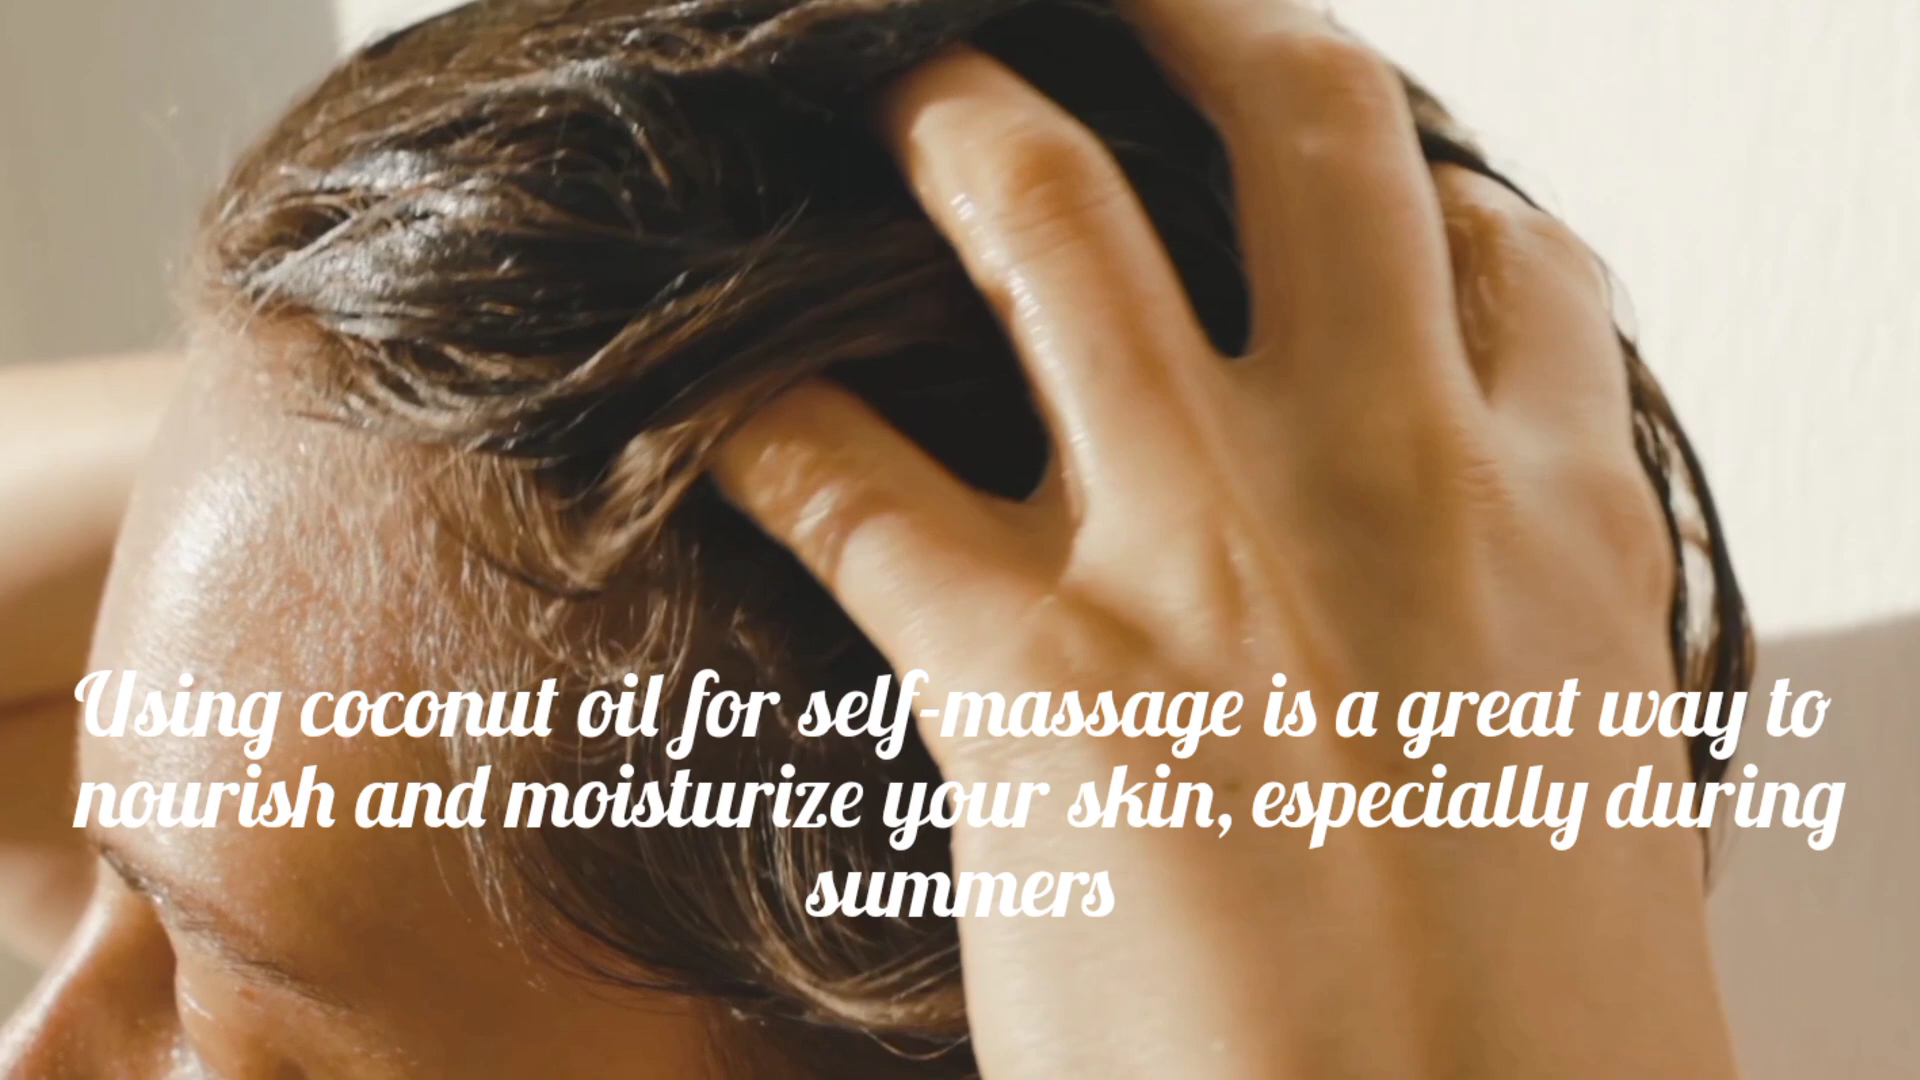 Using coconut oil for self-massage is a great way to
nourish and moisturize your skin, especially during
summers